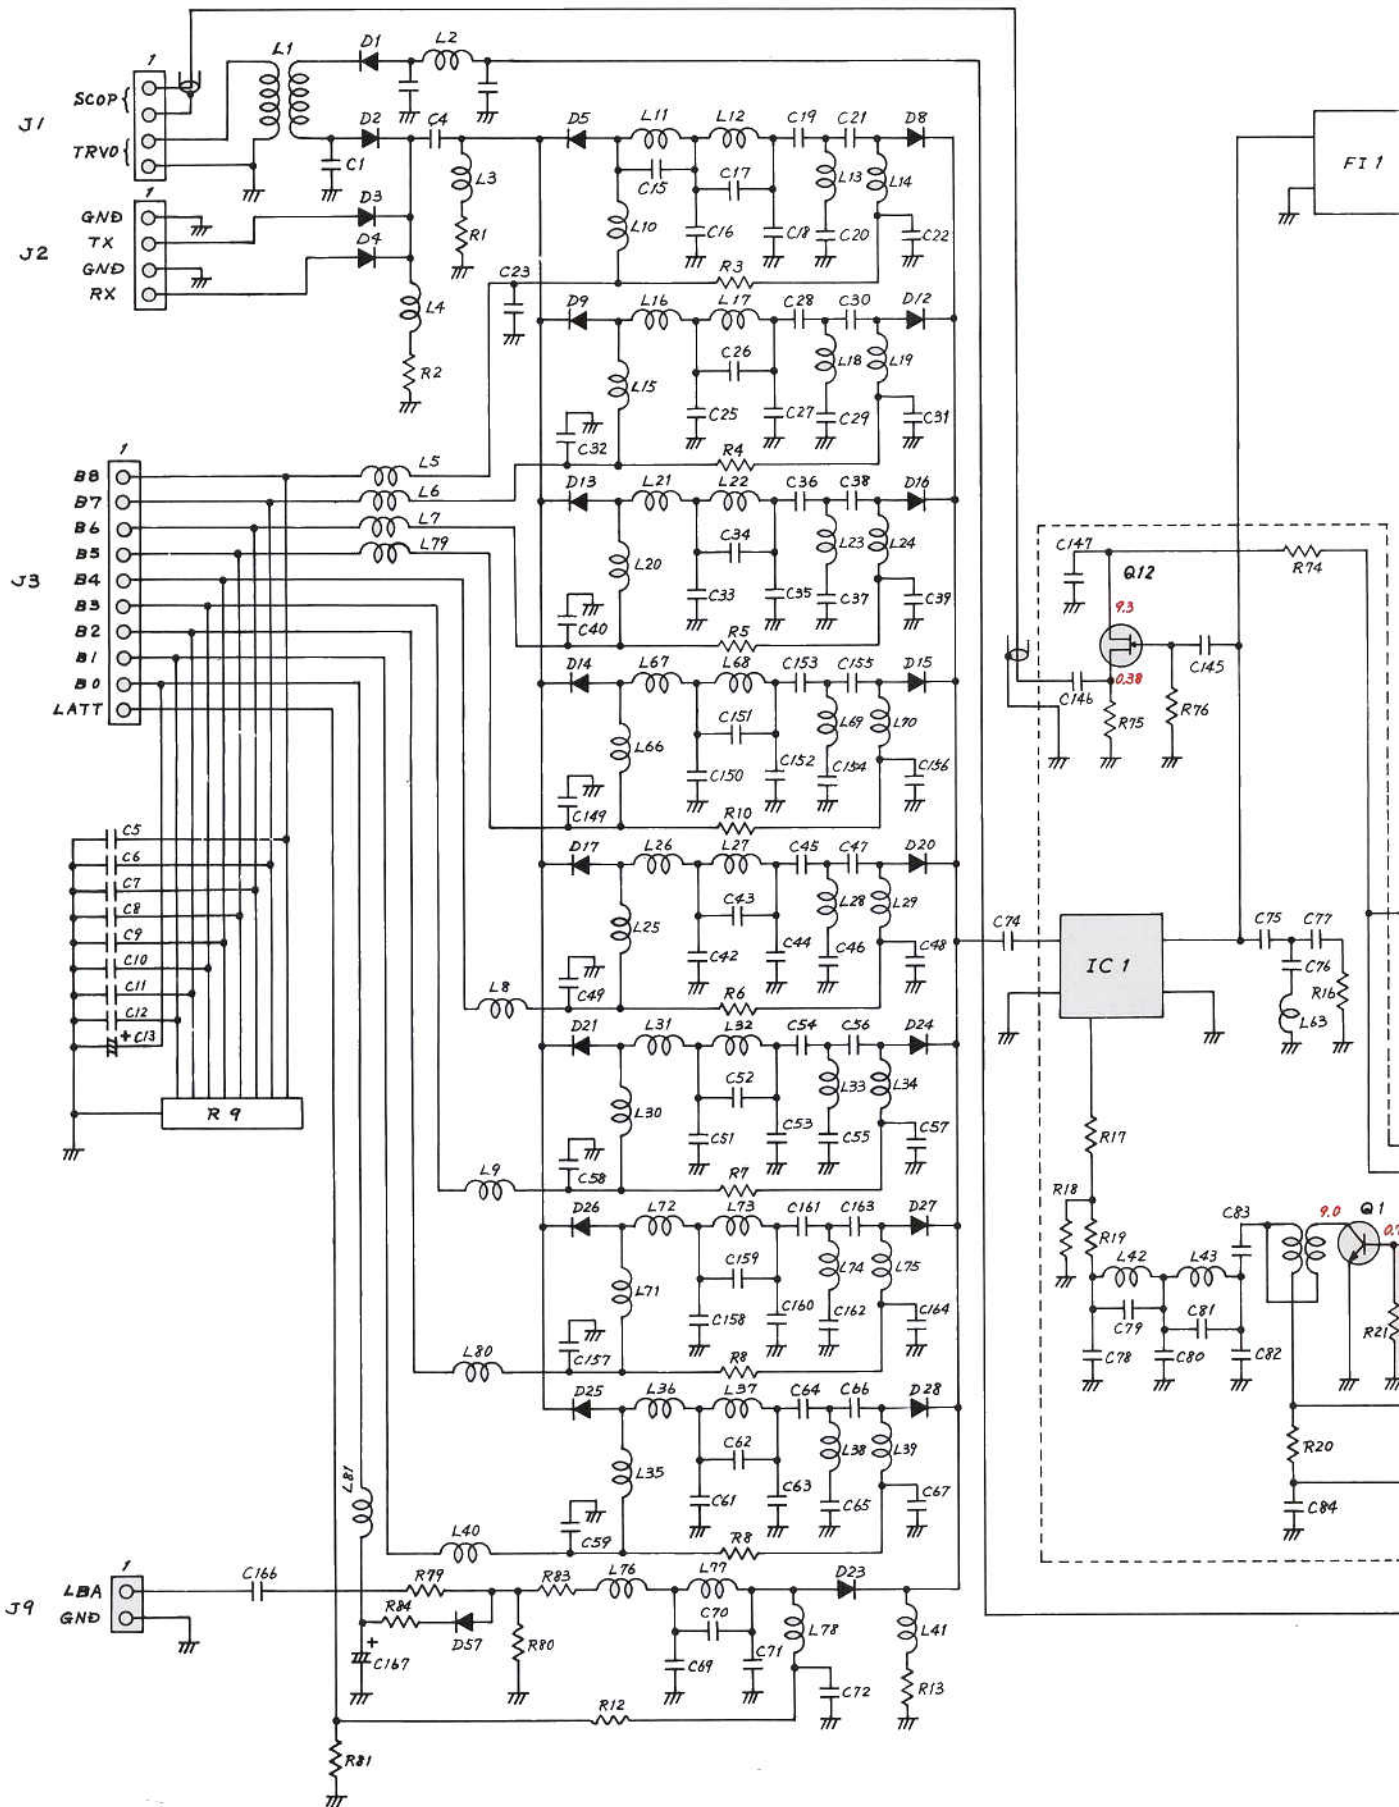 1 L1 D1 L2
SCOP
J1
TRVO
D2 C4 D5 L11 L12 C19 C21 D8
C1 L3 C15 C17 L13 L14
FI 1
1
GND
TX
J2
GND
RX
D3
D4
R1 L10 C16 C18 C20 C22
C23 R3
L4
R2
D9 L16 L17 C28 C30 D12
C26 L18 L19
L15 C25 C27 C29 C31
C32 R4
1
B8
B7
B6
B5
J3
B4
B3
B2
B1
B0
LATT
L5
L6
L7
L79
D13 L21 L22 C36 C38 D16
C34 L23 L24
L20 C33 C35 C37 C39
C40 R5
C147 Q12 R74
9.3
C145
0.38
C146 R75 R76
D14 L67 L68 C153 C155 D15
C151 L69 L70
L66 C150 C152 C154 C156
C149 R10
C5
C6
C7
C8
C9
C10
C11
C12
+ C13
R 9
D17 L26 L27 C45 C47 D20
C43 L28 L29
L25 C42 C44 C46 C48
L8 C49 R6
C74 IC 1 C75 C77
C76 R16
L63
D21 L31 L32 C54 C56 D24
C52 L33 L34
L30 C51 C53 C55 C57
L9 C58 R7
R17
R18
R19
L42 L43 C83 9.0 Q1
C79 C81
C78 C80 C82
R21
R20
C84
D26 L72 L73 C161 C163 D27
C159 L74 L75
L71 C158 C160 C162 C164
L80 C157 R8
D25 L36 L37 C64 C66 D28
C62 L38 L39
L35 C61 C63 C65 C67
L81
L40 C59 R8
1
LBA
J9
GND
C166 R79 R83 L76 L77 D23
R84 D57 R80 C70 L78 L41
+
C167 C69 C71 C72 R13
R12
R81